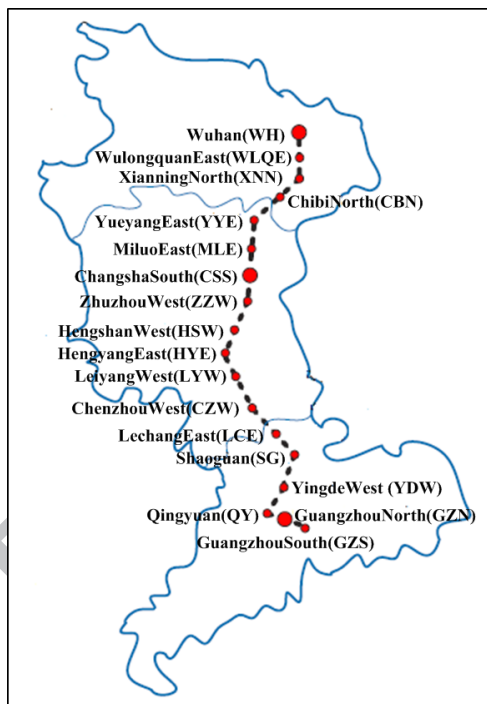 Wuhan(WH)
WulongquanEast(WLQE)
XianningNorth(XNN)
ChibiNorth(CBN)
YueyangEast(YYE)
MiluoEast(MLE)
ChangshaSouth(CSS)
ZhuzhouWest(ZZW)
HengshanWest(HSW)
HengyangEast(HYE)
LeiyangWest(LYW)
ChenzhouWest(CZW)
LechangEast(LCE)
Shaoguan(SG)
YingdeWest (YDW)
Qingyuan(QY)
GuangzhouNorth(GZN)
GuangzhouSouth(GZS)